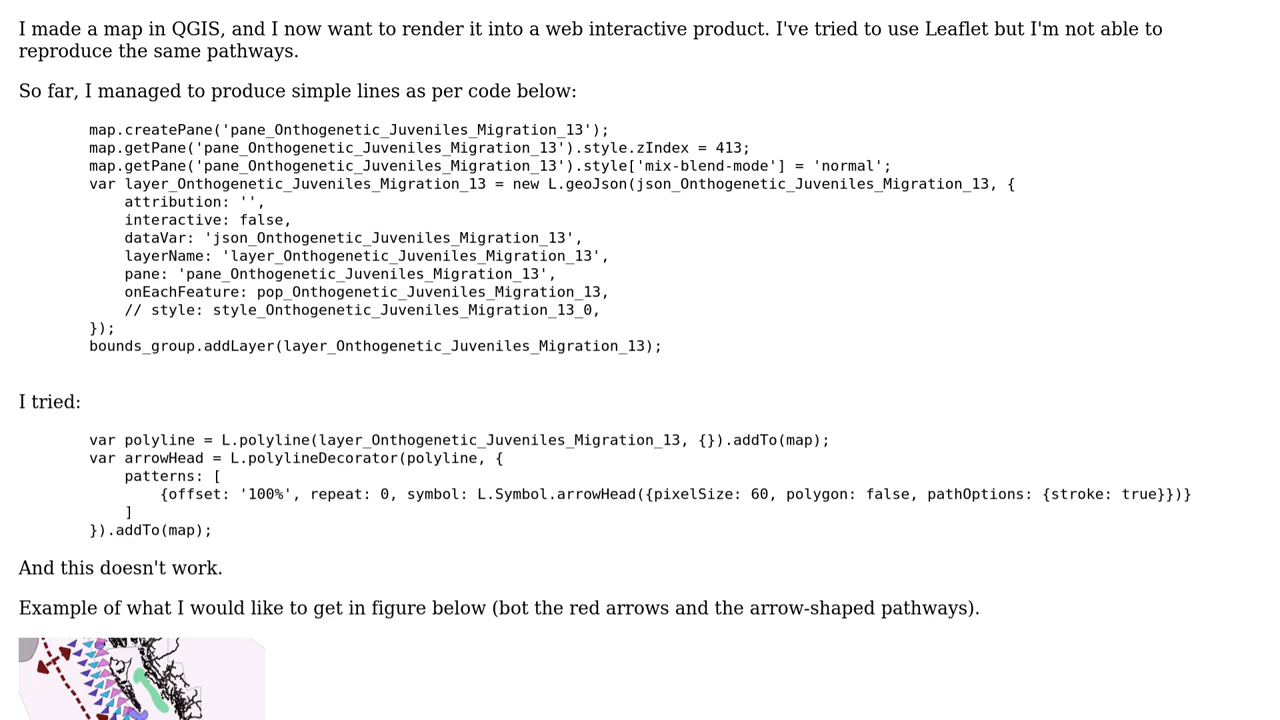 I made a map in QGIS, and I now want to render it into a web interactive product. I've tried to use Leaflet but I'm not able to
reproduce the same pathways.
So far, I managed to produce simple lines as per code below:
map.createPane('pane_Onthogenetic_Juveniles_Migration_13');
map.getPane('pane_Onthogenetic_Juveniles_Migration_13').style.zIndex = 413;
map.getPane('pane_Onthogenetic_Juveniles_Migration_13').style['mix-blend-mode'] = 'normal';
var layer_Onthogenetic_Juveniles_Migration_13 = new L.geoJson(json_Onthogenetic_Juveniles_Migration_13, {
    attribution: '',
    interactive: false,
    dataVar: 'json_Onthogenetic_Juveniles_Migration_13',
    layerName: 'layer_Onthogenetic_Juveniles_Migration_13',
    pane: 'pane_Onthogenetic_Juveniles_Migration_13',
    onEachFeature: pop_Onthogenetic_Juveniles_Migration_13,
    // style: style_Onthogenetic_Juveniles_Migration_13_0,
});
bounds_group.addLayer(layer_Onthogenetic_Juveniles_Migration_13);
I tried:
var polyline = L.polyline(layer_Onthogenetic_Juveniles_Migration_13, {}).addTo(map);
var arrowHead = L.polylineDecorator(polyline, {
    patterns: [
        {offset: '100%', repeat: 0, symbol: L.Symbol.arrowHead({pixelSize: 60, polygon: false, pathOptions: {stroke: true}})}
    ]
}).addTo(map);
And this doesn't work.
Example of what I would like to get in figure below (bot the red arrows and the arrow-shaped pathways).